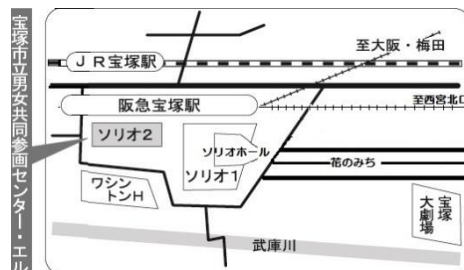 宝塚市立男女共同参画センター・エル
至大阪・梅田
JR宝塚駅
阪急宝塚駅
至西宮北口
ソリオ2
ソリオホール
ソリオ1
花のみち
ワシントンH
宝塚大劇場
武庫川